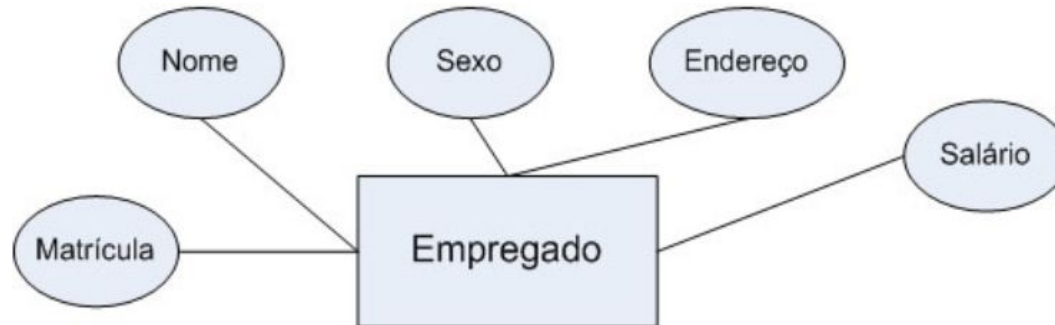 Nome
Sexo
Endereço
Salário
Matrícula
Empregado